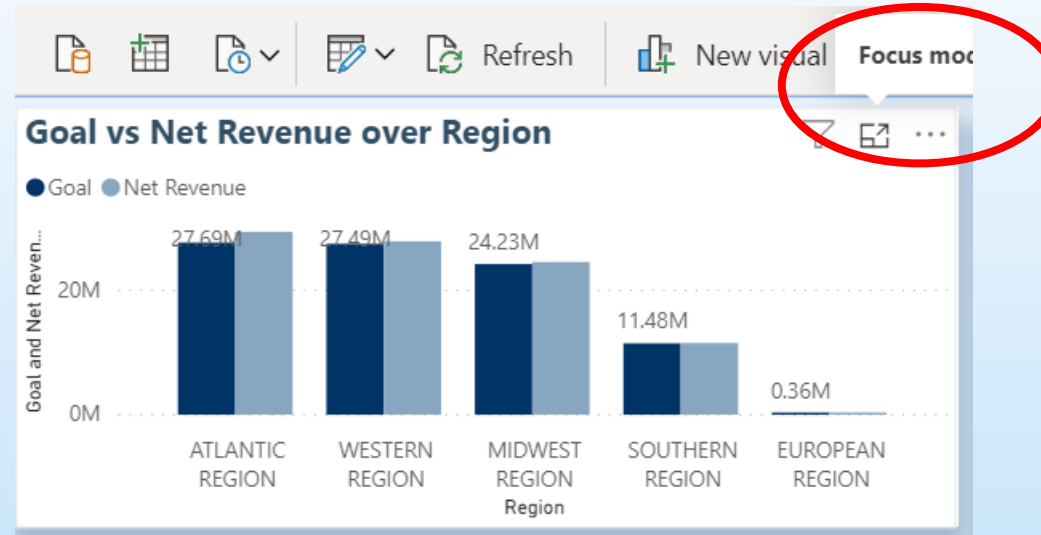 Refresh New visual Focus mod
Goal vs Net Revenue over Region
Goal Net Revenue
Goal and Net Reven...
27.69M 27.49M 24.23M 11.48M 0.36M
20M
0M
ATLANTIC REGION
WESTERN REGION
MIDWEST REGION
SOUTHERN REGION
EUROPEAN REGION
Region